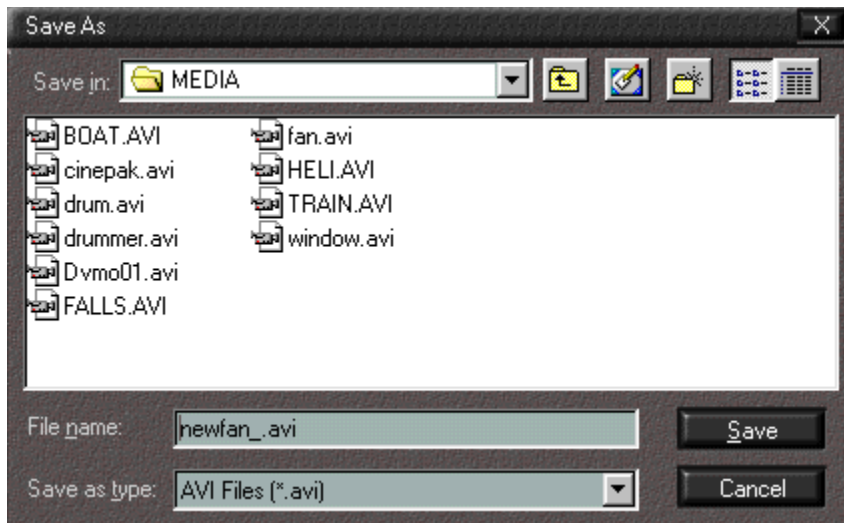 Save As
Save in: MEDIA
BOAT.AVI
cinepak.avi
drum.avi
drummer.avi
Dvmo01.avi
FALLS.AVI
fan.avi
HELI.AVI
TRAIN.AVI
window.avi
File name: newfan_.avi Save
Save as type: AVI Files (*.avi) Cancel